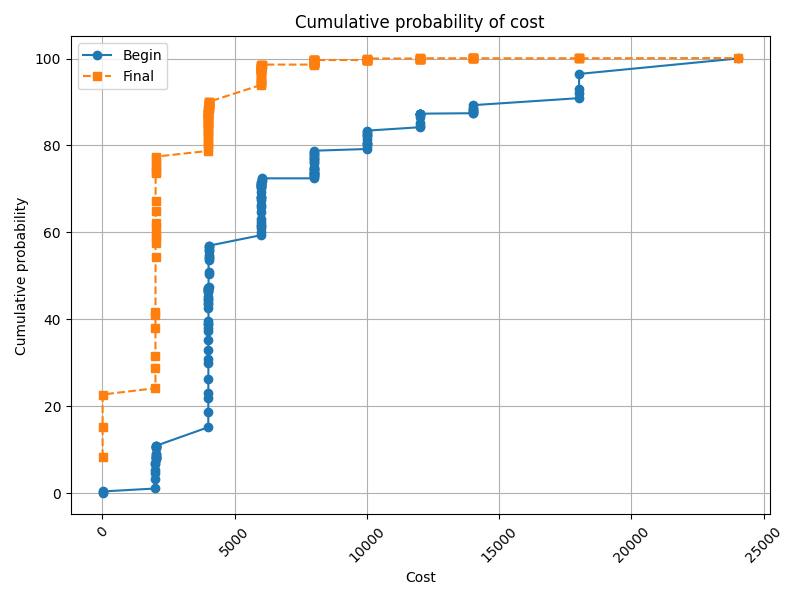 Cumulative probability of cost
Begin
Final
Cumulative probability
100
80
60
40
20
0
0
5000
10000
15000
20000
25000
Cost